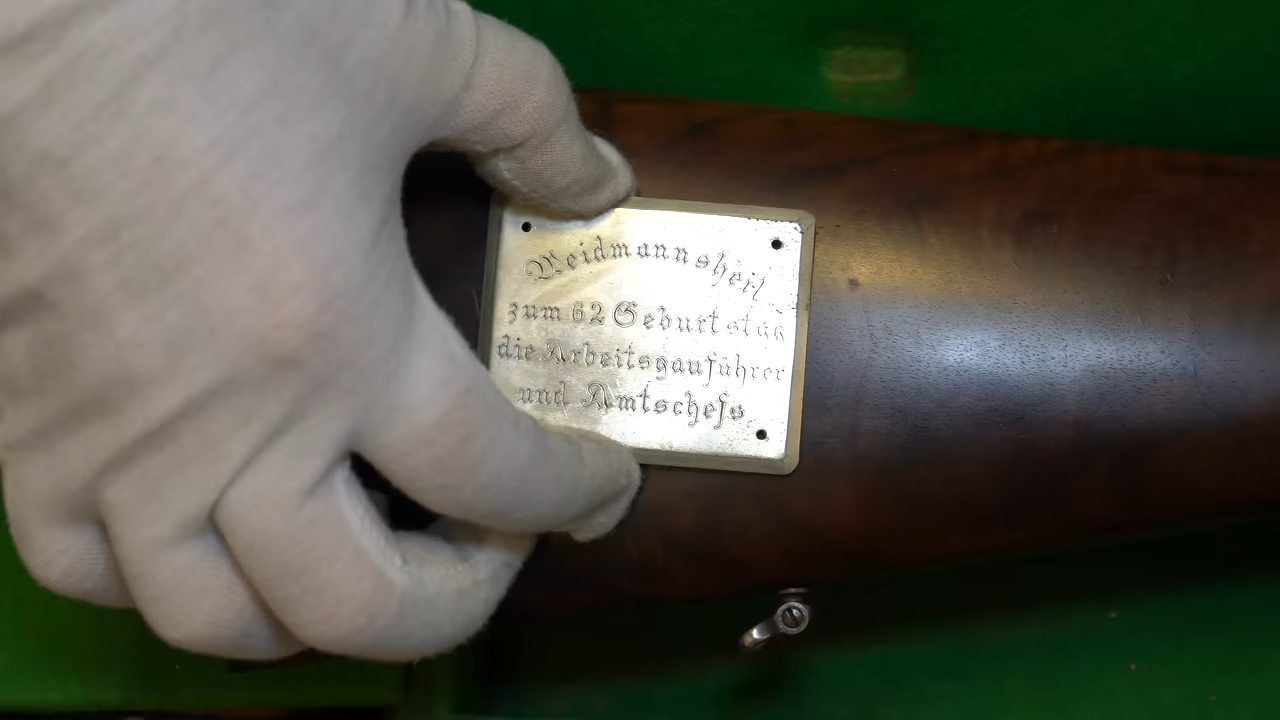 Weidmannsheil
zum 62 Geburtstag
die Arbeitsgauführer
und Amtschefs